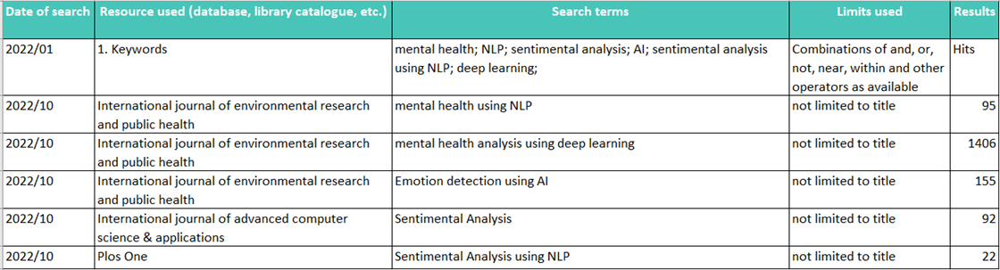 Date of search Resource used (database, library catalogue, etc.) Search terms Limits used Results
2022/01 1. Keywords mental health; NLP; sentimental analysis; AI; sentimental analysis Combinations of and, or, Hits
using NLP; deep learning; not, near, within and other
operators as available
2022/10 International journal of environmental research mental health using NLP not limited to title 95
and public health
2022/10 International journal of environmental research mental health analysis using deep learning not limited to title 1406
and public health
2022/10 International journal of environmental research Emotion detection using AI not limited to title 155
and public health
2022/10 International journal of advanced computer Sentimental Analysis not limited to title 92
science & applications
2022/10 Plos One Sentimental Analysis using NLP not limited to title 22